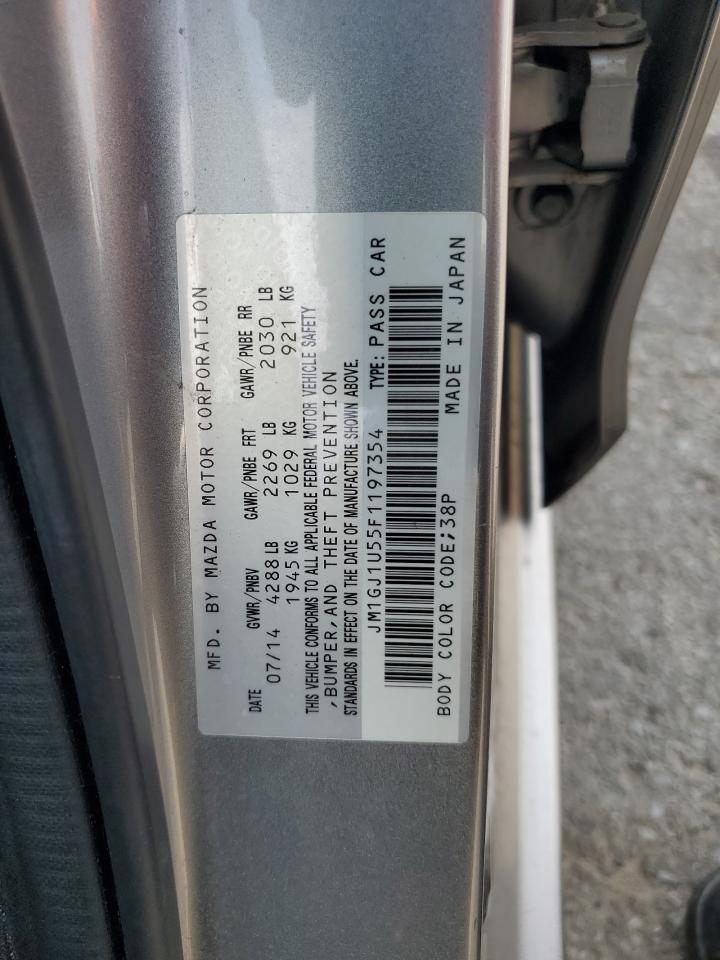 MFD. BY MAZDA MOTOR CORPORATION
DATE GVWR/PNBV GAWR/PNBE FRT GAWR/PNBE RR
07/14 4288 LB 2269 LB 2030 LB
1945 KG 1029 KG 921 KG
THIS VEHICLE CONFORMS TO ALL APPLICABLE FEDERAL MOTOR VEHICLE SAFETY
,BUMPER,AND THEFT PREVENTION
STANDARDS IN EFFECT ON THE DATE OF MANUFACTURE SHOWN ABOVE.
JM1GJ1U55F1197354 TYPE: PASS CAR
BODY COLOR CODE;38P MADE IN JAPAN